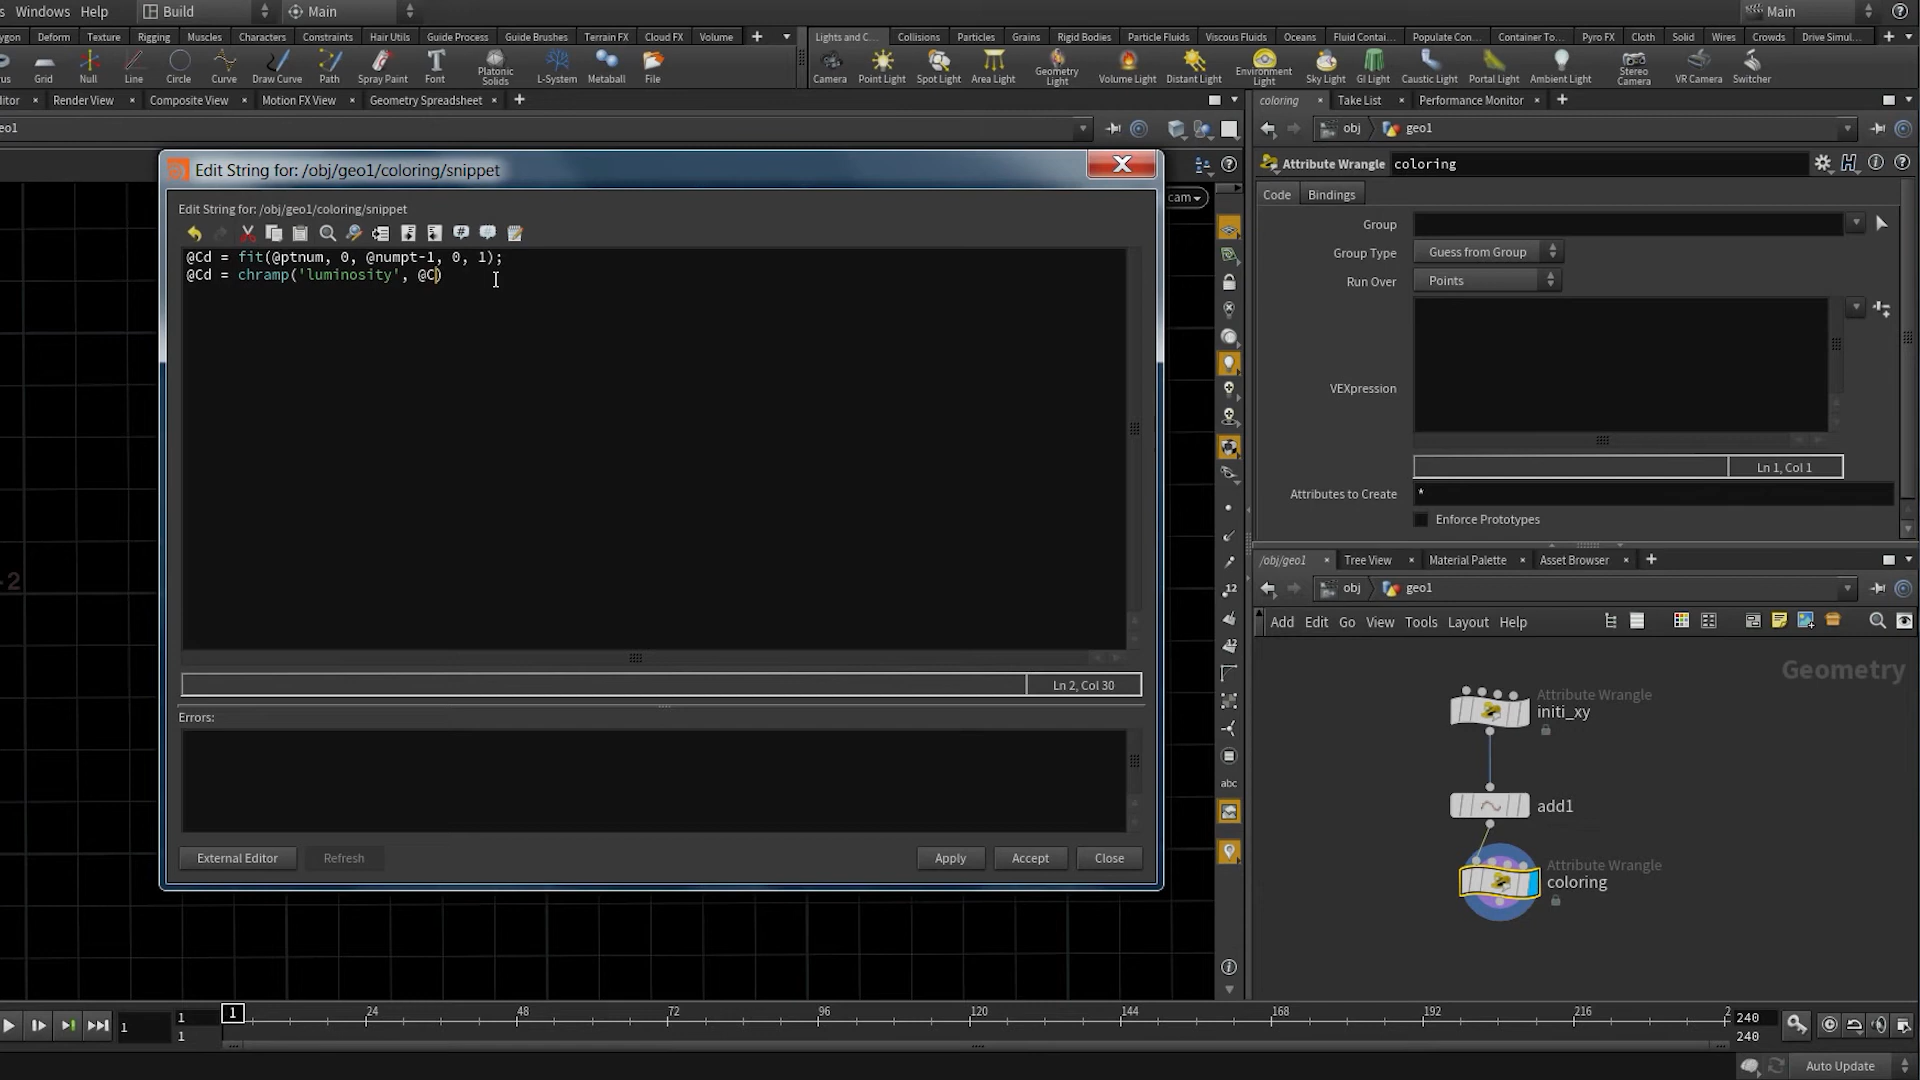 s Windows Help Build Main Main
lygon Deform Texture Rigging Muscles Characters Constraints Hair Utils Guide Process Guide Brushes Terrain FX Cloud FX Volume Lights and C... Collisions Particles Grains Rigid Bodies Particle Fluids Viscous Fluids Oceans Fluid Contai... Populate Con... Container To... Pyro FX Cloth Solid Wires Crowds Drive Simul...
rus Grid Null Line Circle Curve Draw Curve Path Spray Paint Font Platonic Solids L-System Metaball File Camera Point Light Spot Light Area Light Geometry Light Volume Light Distant Light Environment Light Sky Light GI Light Caustic Light Portal Light Ambient Light Stereo Camera VR Camera Switcher
itor Render View Composite View Motion FX View Geometry Spreadsheet coloring Take List Performance Monitor
eo1 obj geo1
Edit String for: /obj/geo1/coloring/snippet
Attribute Wrangle coloring
cam
Code Bindings
Edit String for: /obj/geo1/coloring/snippet
Group
Group Type Guess from Group
Run Over Points
@Cd = fit(@ptnum, 0, @numpt-1, 0, 1);
@Cd = chramp('luminosity', @C)
VEXpression
Ln 1, Col 1
Attributes to Create *
Enforce Prototypes
/obj/geo1 Tree View Material Palette Asset Browser
-2
obj geo1
Add Edit Go View Tools Layout Help
12
12
Geometry
Attribute Wrangle
initi_xy
Ln 2, Col 30
Errors:
abc
add1
External Editor Refresh Apply Accept Close
Attribute Wrangle
coloring
1 1 1 24 48 72 96 120 144 168 192 216 2 240
1 240
Auto Update